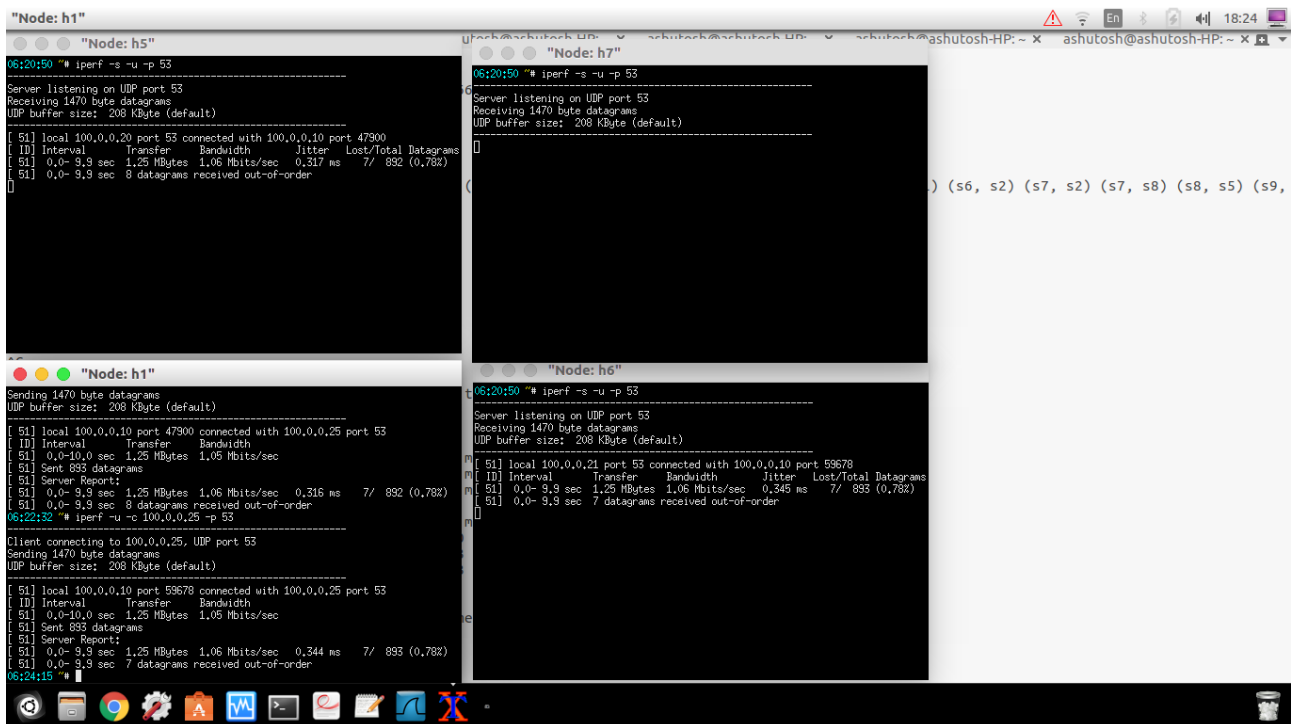 "Node: h1"
En
18:24
"Node: h5"
06:20:50 ~# iperf -s -u -p 53
------------------------------------------------------------
Server listening on UDP port 53
Receiving 1470 byte datagrams
UDP buffer size:  208 KByte (default)
------------------------------------------------------------
[ 51] local 100.0.0.20 port 53 connected with 100.0.0.10 port 47900
[ ID] Interval       Transfer     Bandwidth        Jitter   Lost/Total Datagrams
[ 51]  0.0- 9.9 sec  1.25 MBytes  1.06 Mbits/sec   0.317 ms    7/  892 (0.78%)
[ 51]  0.0- 9.9 sec  8 datagrams received out-of-order
ashutosh@ashutosh-HP: ~ ×
ashutosh@ashutosh-HP: ~ ×
"Node: h7"
06:20:50 ~# iperf -s -u -p 53
------------------------------------------------------------
Server listening on UDP port 53
Receiving 1470 byte datagrams
UDP buffer size:  208 KByte (default)
------------------------------------------------------------
) (s6, s2) (s7, s2) (s7, s8) (s8, s5) (s9,
"Node: h1"
Sending 1470 byte datagrams
UDP buffer size:  208 KByte (default)
------------------------------------------------------------
[ 51] local 100.0.0.10 port 47900 connected with 100.0.0.25 port 53
[ ID] Interval       Transfer     Bandwidth
[ 51]  0.0-10.0 sec  1.25 MBytes  1.05 Mbits/sec
[ 51] Sent 893 datagrams
[ 51] Server Report:
[ 51]  0.0- 9.9 sec  1.25 MBytes  1.06 Mbits/sec   0.316 ms    7/  892 (0.78%)
[ 51]  0.0- 9.9 sec  8 datagrams received out-of-order
06:22:32 ~# iperf -u -c 100.0.0.25 -p 53
------------------------------------------------------------
Client connecting to 100.0.0.25, UDP port 53
Sending 1470 byte datagrams
UDP buffer size:  208 KByte (default)
------------------------------------------------------------
[ 51] local 100.0.0.10 port 59678 connected with 100.0.0.25 port 53
[ ID] Interval       Transfer     Bandwidth
[ 51]  0.0-10.0 sec  1.25 MBytes  1.05 Mbits/sec
[ 51] Sent 893 datagrams
[ 51] Server Report:
[ 51]  0.0- 9.9 sec  1.25 MBytes  1.06 Mbits/sec   0.344 ms    7/  893 (0.78%)
[ 51]  0.0- 9.9 sec  7 datagrams received out-of-order
06:24:15 ~#
"Node: h6"
06:20:50 ~# iperf -s -u -p 53
------------------------------------------------------------
Server listening on UDP port 53
Receiving 1470 byte datagrams
UDP buffer size:  208 KByte (default)
------------------------------------------------------------
[ 51] local 100.0.0.21 port 53 connected with 100.0.0.10 port 59678
[ ID] Interval       Transfer     Bandwidth        Jitter   Lost/Total Datagrams
[ 51]  0.0- 9.9 sec  1.25 MBytes  1.06 Mbits/sec   0.345 ms    7/  893 (0.78%)
[ 51]  0.0- 9.9 sec  7 datagrams received out-of-order